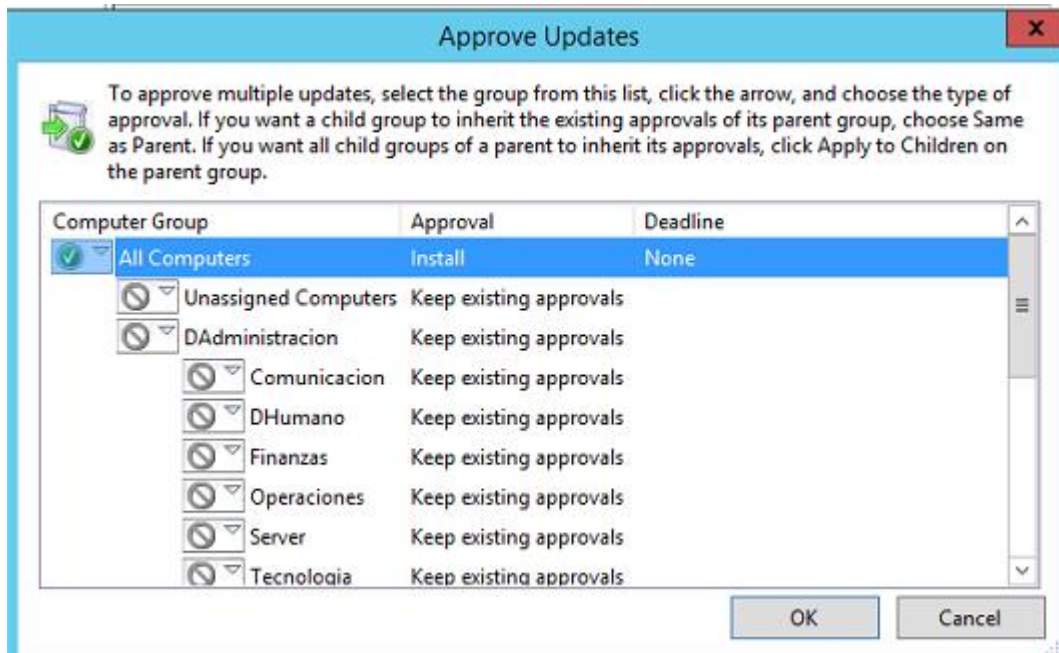 Approve Updates
x
To approve multiple updates, select the group from this list, click the arrow, and choose the type of
approval. If you want a child group to inherit the existing approvals of its parent group, choose Same
as Parent. If you want all child groups of a parent to inherit its approvals, click Apply to Children on
the parent group.
Computer Group Approval Deadline
All Computers Install None
Unassigned Computers Keep existing approvals
DAdministracion Keep existing approvals
Comunicacion Keep existing approvals
DHumano Keep existing approvals
Finanzas Keep existing approvals
Operaciones Keep existing approvals
Server Keep existing approvals
Tecnologia Keep existing approvals
OK Cancel